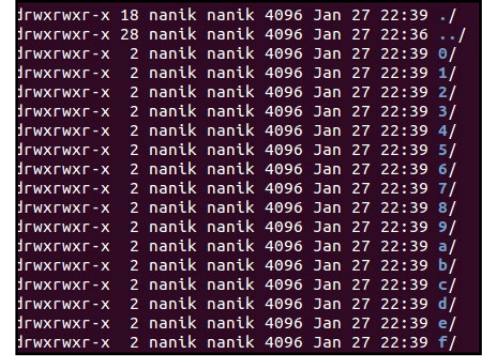 drwxrwxr-x 18 nanik nanik 4096 Jan 27 22:39 ./
drwxrwxr-x 28 nanik nanik 4096 Jan 27 22:36 ../
drwxrwxr-x  2 nanik nanik 4096 Jan 27 22:39 0/
drwxrwxr-x  2 nanik nanik 4096 Jan 27 22:39 1/
drwxrwxr-x  2 nanik nanik 4096 Jan 27 22:39 2/
drwxrwxr-x  2 nanik nanik 4096 Jan 27 22:39 3/
drwxrwxr-x  2 nanik nanik 4096 Jan 27 22:39 4/
drwxrwxr-x  2 nanik nanik 4096 Jan 27 22:39 5/
drwxrwxr-x  2 nanik nanik 4096 Jan 27 22:39 6/
drwxrwxr-x  2 nanik nanik 4096 Jan 27 22:39 7/
drwxrwxr-x  2 nanik nanik 4096 Jan 27 22:39 8/
drwxrwxr-x  2 nanik nanik 4096 Jan 27 22:39 9/
drwxrwxr-x  2 nanik nanik 4096 Jan 27 22:39 a/
drwxrwxr-x  2 nanik nanik 4096 Jan 27 22:39 b/
drwxrwxr-x  2 nanik nanik 4096 Jan 27 22:39 c/
drwxrwxr-x  2 nanik nanik 4096 Jan 27 22:39 d/
drwxrwxr-x  2 nanik nanik 4096 Jan 27 22:39 e/
drwxrwxr-x  2 nanik nanik 4096 Jan 27 22:39 f/